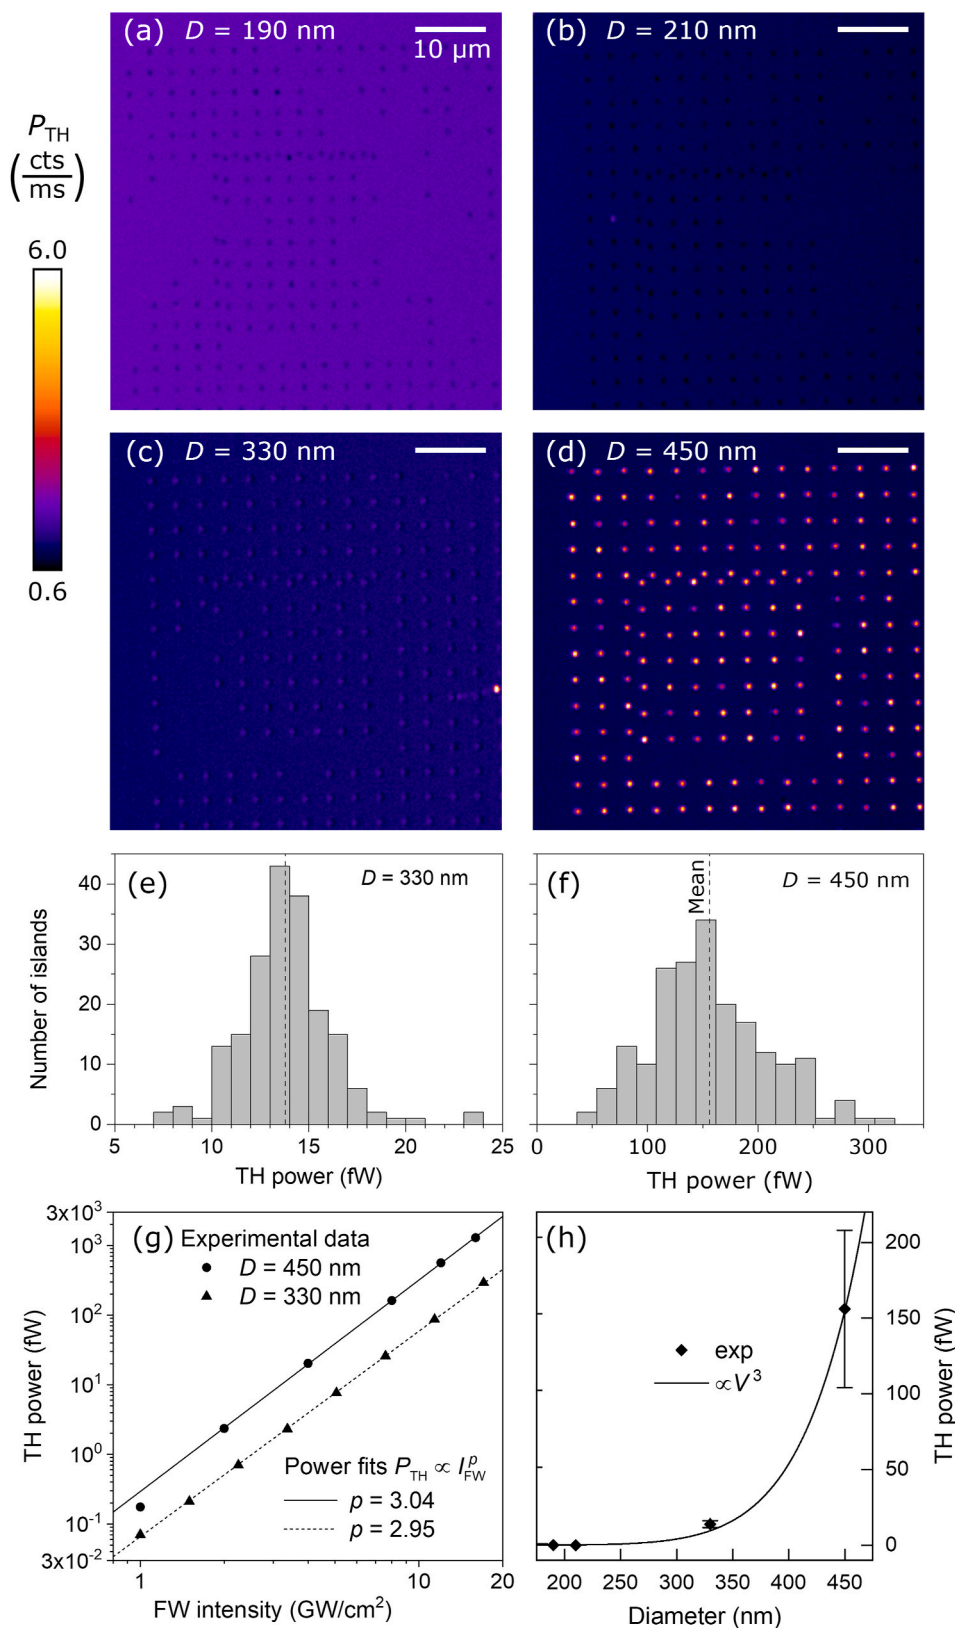 (a) D = 190 nm
10 μm
(b) D = 210 nm
P_TH
(cts/ms)
6.0
0.6
(c) D = 330 nm
(d) D = 450 nm
(e)
D = 330 nm
Number of islands
40
30
20
10
0
5 10 15 20 25
TH power (fW)
(f)
Mean
D = 450 nm
0 100 200 300
TH power (fW)
(g)
Experimental data
D = 450 nm
D = 330 nm
TH power (fW)
3x10^3
10^3
10^2
10^1
10^0
10^-1
3x10^-2
Power fits P_TH ∝ I_FW^p
p = 3.04
p = 2.95
1 10 20
FW intensity (GW/cm^2)
(h)
exp
∝V^3
200
150
100
50
0
TH power (fW)
200 250 300 350 400 450
Diameter (nm)